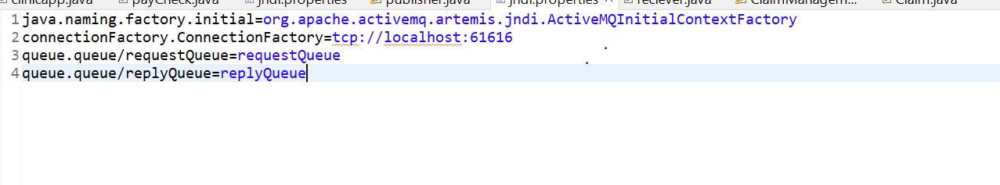 clinicapp.java payCheck.java jndi.properties publisher.java jndi.properties reciever.java ClaimManagem... Claim.java
1 java.naming.factory.initial=org.apache.activemq.artemis.jndi.ActiveMQInitialContextFactory
2 connectionFactory.ConnectionFactory=tcp://localhost:61616
3 queue.queue/requestQueue=requestQueue
4 queue.queue/replyQueue=replyQueue